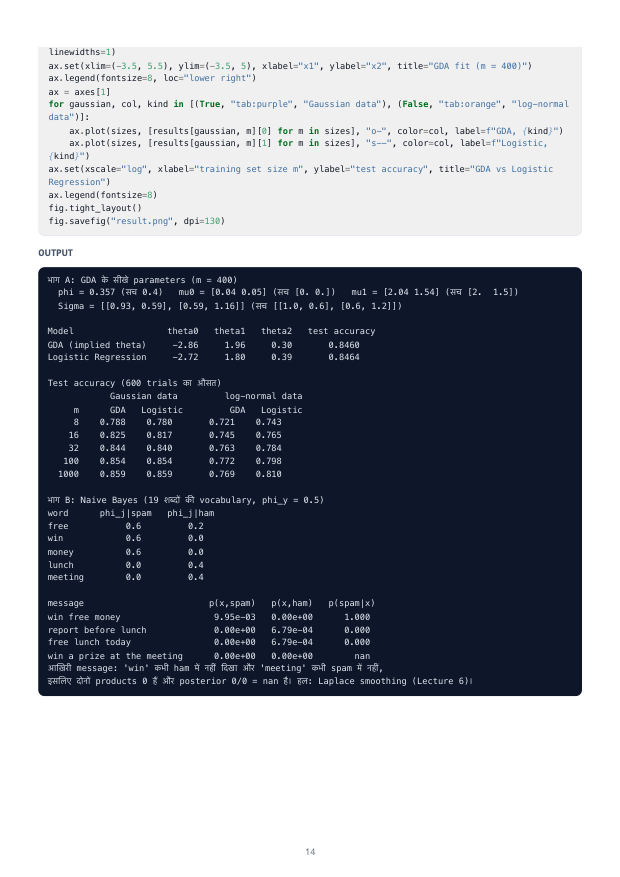 linewidths=1)
ax.set(xlim=(-3.5, 5.5), ylim=(-3.5, 5), xlabel="x1", ylabel="x2", title="GDA fit (m = 400)")
ax.legend(fontsize=8, loc="lower right")
ax = axes[1]
for gaussian, col, kind in [(True, "tab:purple", "Gaussian data"), (False, "tab:orange", "log-normal
data")]:
    ax.plot(sizes, [results[gaussian, m][0] for m in sizes], "o-", color=col, label=f"GDA, {kind}")
    ax.plot(sizes, [results[gaussian, m][1] for m in sizes], "s--", color=col, label=f"Logistic,
{kind}")
ax.set(xscale="log", xlabel="training set size m", ylabel="test accuracy", title="GDA vs Logistic
Regression")
ax.legend(fontsize=8)
fig.tight_layout()
fig.savefig("result.png", dpi=130)
OUTPUT
भाग A: GDA के सीखे parameters (m = 400)
  phi = 0.357 (सच 0.4)   mu0 = [0.04 0.05] (सच [0. 0.])   mu1 = [2.04 1.54] (सच [2.  1.5])
  Sigma = [[0.93, 0.59], [0.59, 1.16]] (सच [[1.0, 0.6], [0.6, 1.2]])
Model                   theta0   theta1   theta2   test accuracy
GDA (implied theta)      -2.86     1.96     0.30      0.8460
Logistic Regression      -2.72     1.80     0.39      0.8464
Test accuracy (600 trials का औसत)
            Gaussian data         log-normal data
     m      GDA   Logistic         GDA   Logistic
     8    0.788   0.780       0.721   0.743
    16    0.825   0.817       0.745   0.765
    32    0.844   0.840       0.763   0.784
   100    0.854   0.854       0.772   0.798
  1000    0.859   0.859       0.769   0.810
भाग B: Naive Bayes (19 शब्दों की vocabulary, phi_y = 0.5)
word      phi_j|spam   phi_j|ham
free           0.6         0.2
win            0.6         0.0
money          0.6         0.0
lunch          0.0         0.4
meeting        0.0         0.4
message                         p(x,spam)   p(x,ham)   p(spam|x)
win free money                   9.95e-03   0.00e+00       1.000
report before lunch              0.00e+00   6.79e-04       0.000
free lunch today                 0.00e+00   6.79e-04       0.000
win a prize at the meeting       0.00e+00   0.00e+00         nan
आखिरी message: 'win' कभी ham में नहीं दिखा और 'meeting' कभी spam में नहीं,
इसलिए दोनों products 0 हैं और posterior 0/0 = nan है। हल: Laplace smoothing (Lecture 6)।
14